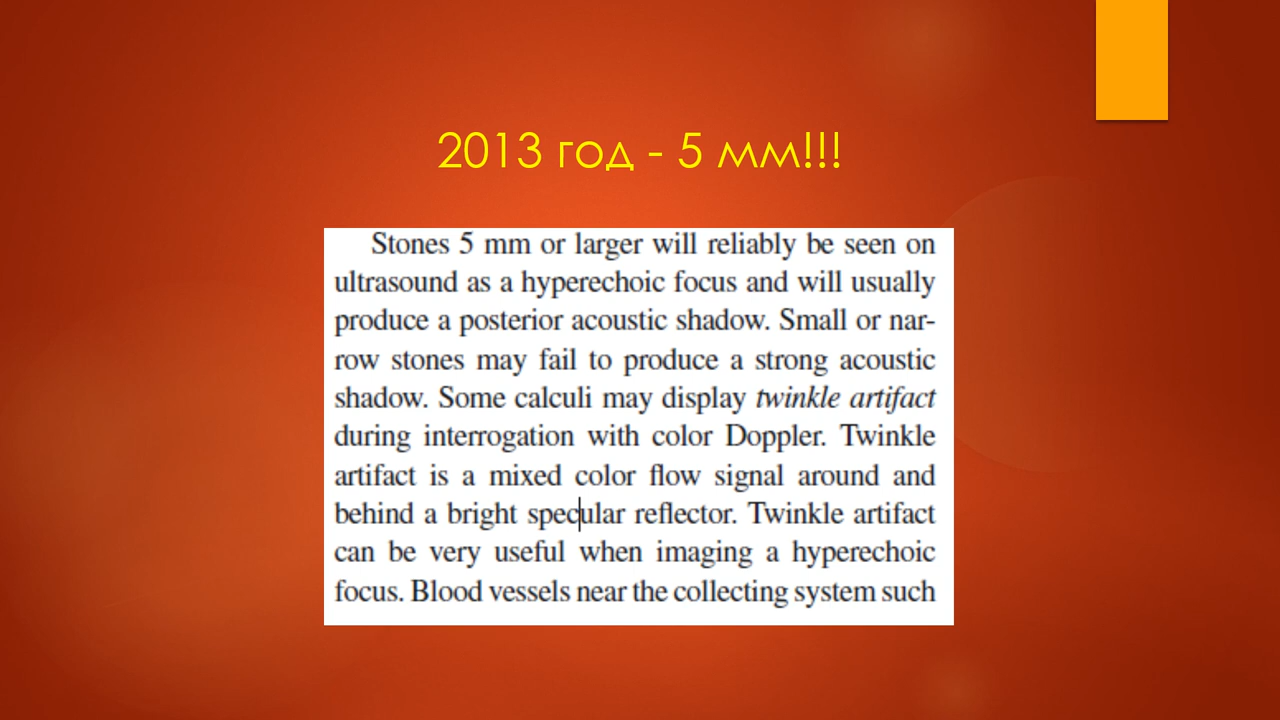 2013 год - 5 мм!!!
Stones 5 mm or larger will reliably be seen on
ultrasound as a hyperechoic focus and will usually
produce a posterior acoustic shadow. Small or nar-
row stones may fail to produce a strong acoustic
shadow. Some calculi may display twinkle artifact
during interrogation with color Doppler. Twinkle
artifact is a mixed color flow signal around and
behind a bright specular reflector. Twinkle artifact
can be very useful when imaging a hyperechoic
focus. Blood vessels near the collecting system such